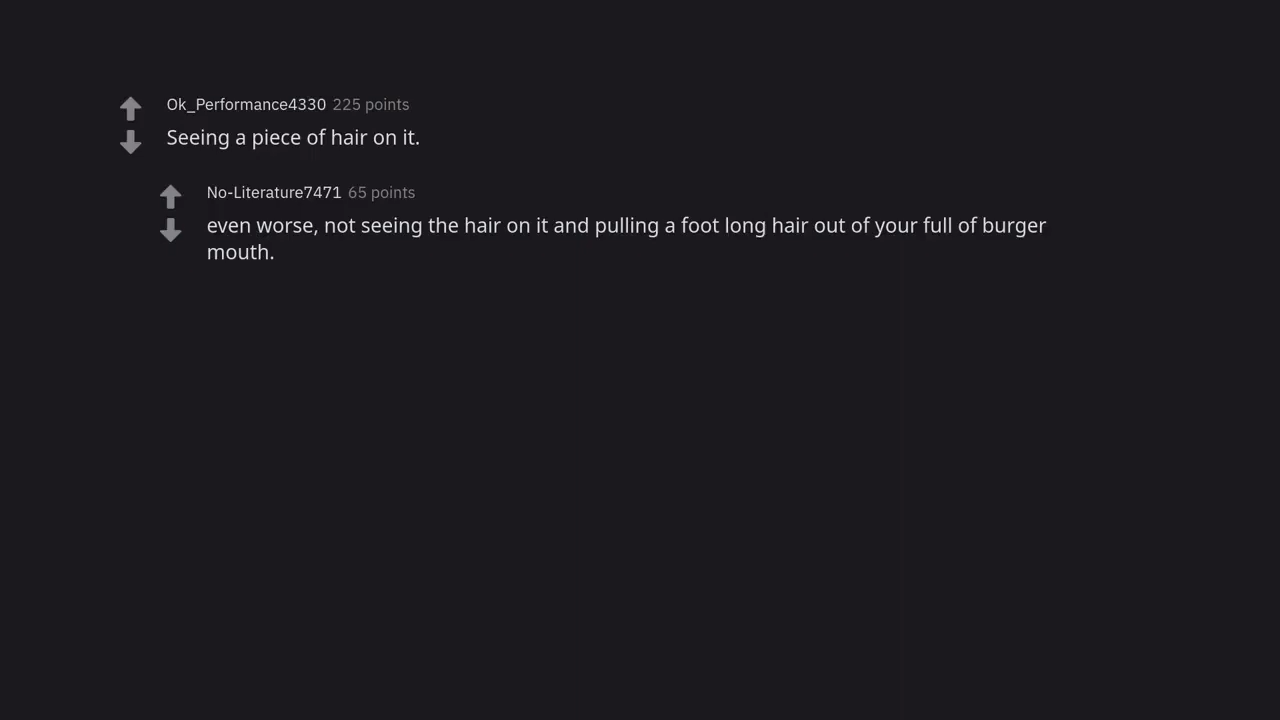 Ok_Performance4330 225 points
Seeing a piece of hair on it.
No-Literature7471 65 points
even worse, not seeing the hair on it and pulling a foot long hair out of your full of burger
mouth.